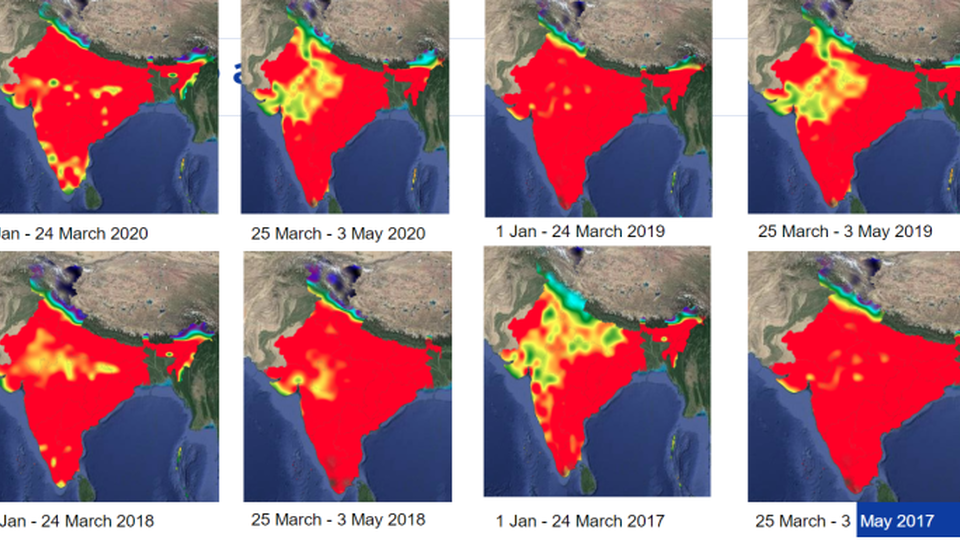 Jan - 24 March 2020
25 March - 3 May 2020
1 Jan - 24 March 2019
25 March - 3 May 2019
Jan - 24 March 2018
25 March - 3 May 2018
1 Jan - 24 March 2017
25 March - 3 May 2017